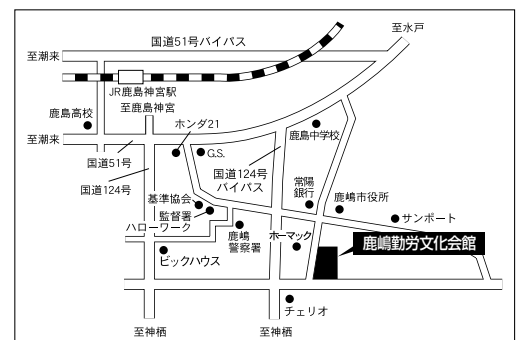 至水戸
国道51号バイパス
至潮来
JR鹿島神宮駅
至鹿島神宮
鹿島高校
ホンダ21
鹿島中学校
至潮来
国道51号
G.S.
国道124号
国道124号
バイパス
常陽
銀行
基準協会
監督署
ハローワーク
鹿嶋市役所
サンポート
鹿嶋
警察署
ホーマック
鹿嶋勤労文化会館
ビックハウス
チェリオ
至神栖
至神栖